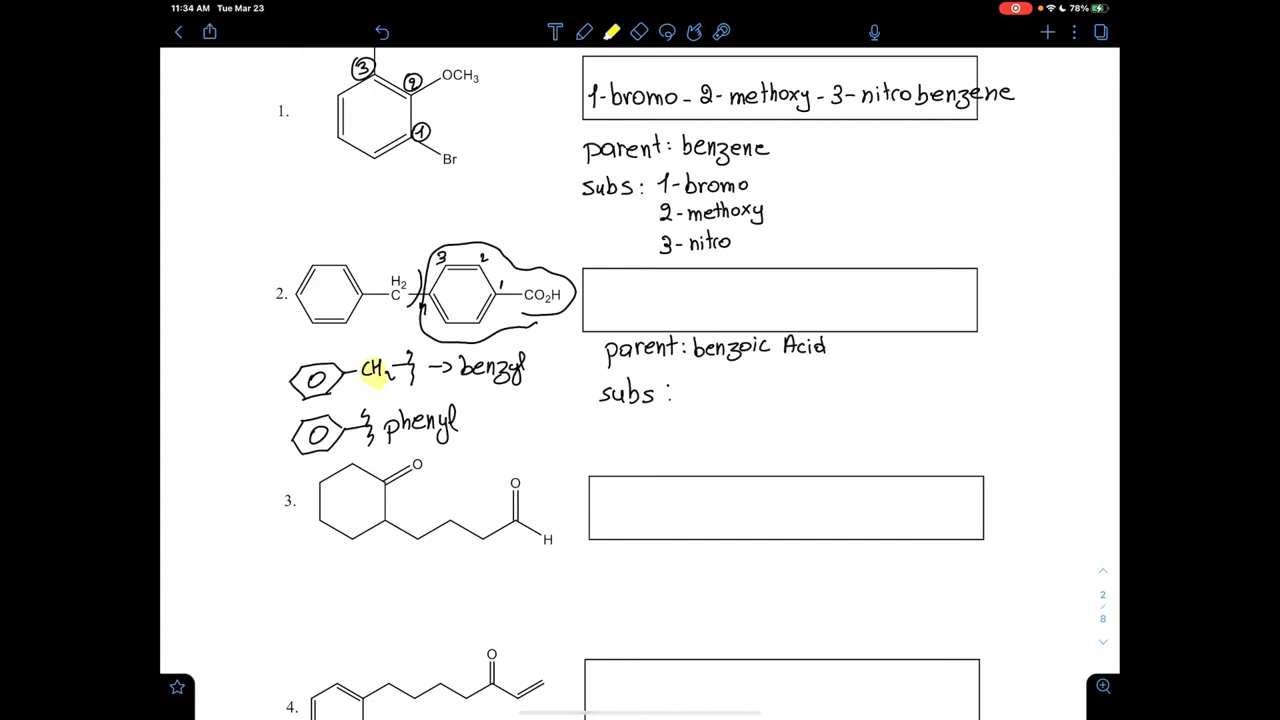 11:34 AM Tue Mar 23
78%
1.
3
2
OCH₃
1
Br
1-bromo-2-methoxy-3-nitrobenzene
parent: benzene
subs: 1-bromo
2-methoxy
3-nitro
2.
H₂
C
3
2
1
4
CO₂H
parent: benzoic Acid
subs:
CH₂ → benzyl
phenyl
3.
O
O
H
4.
O
2
/
8